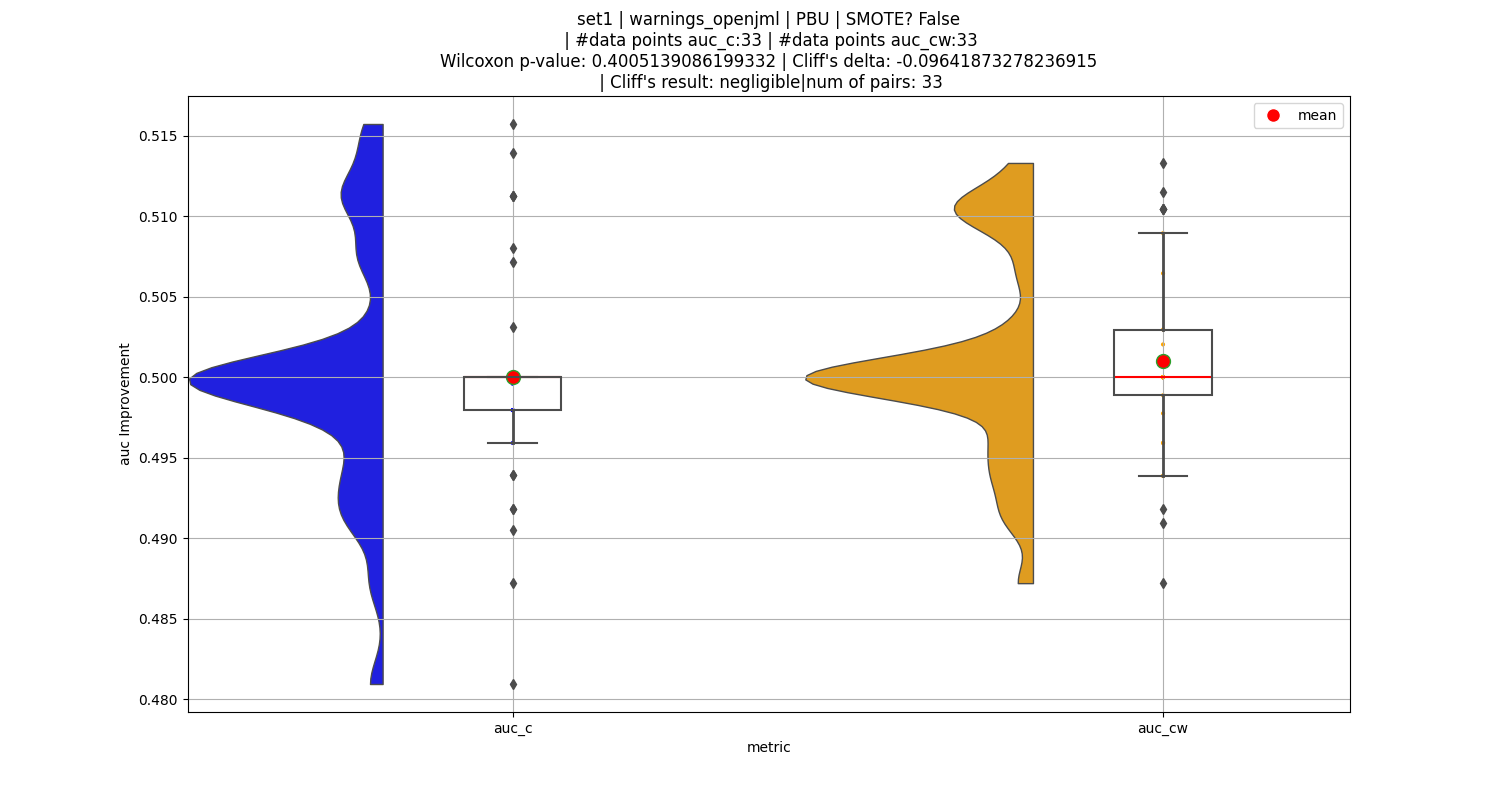 set1 | warnings_openjml | PBU | SMOTE? False
| #data points auc_c:33 | #data points auc_cw:33
Wilcoxon p-value: 0.4005139086199332 | Cliff's delta: -0.09641873278236915
| Cliff's result: negligible|num of pairs: 33
mean
0.515
0.510
0.505
0.500
0.495
0.490
0.485
0.480
auc Improvement
auc_c
auc_cw
metric